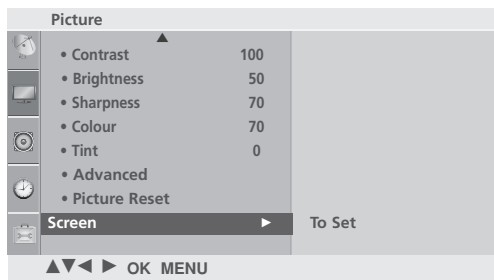 Picture
▲
• Contrast 100
• Brightness 50
• Sharpness 70
• Colour 70
• Tint 0
• Advanced
• Picture Reset
Screen ► To Set
▲▼◄ ► OK MENU